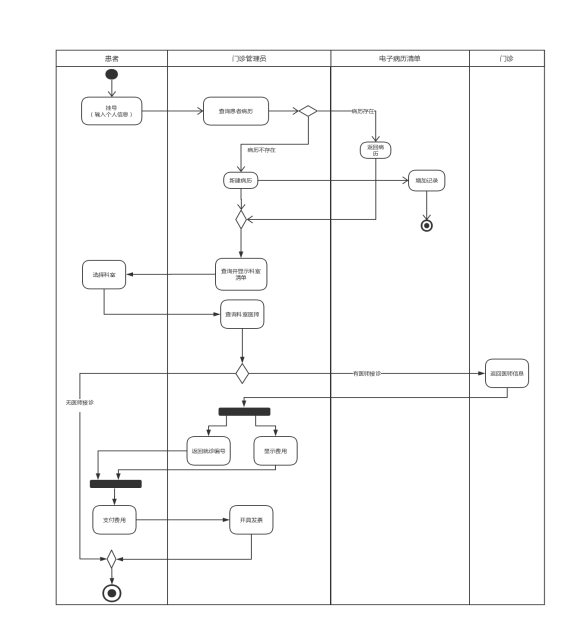 患者
门诊管理员
电子病历清单
门诊
挂号
（输入个人信息）
查询患者病历
病历存在
返回病
历
病历不存在
新建病历
增加记录
查询并显示科室
清单
选择科室
查询科室医师
有医师接诊
返回医师信息
无医师接诊
返回就诊编号
显示费用
支付费用
开具发票